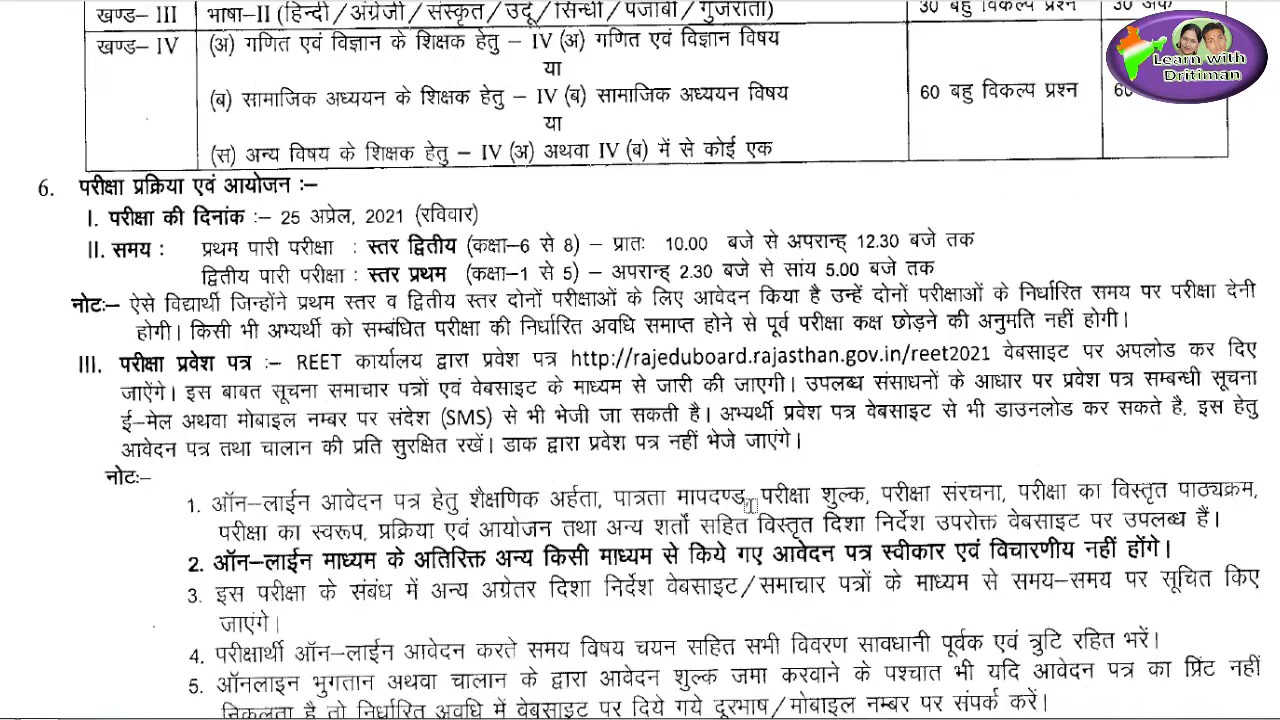 खण्ड– III भाषा–II (हिन्दी/अंग्रेजी/संस्कृत/उर्दू/सिन्धी/पंजाबी/गुजराती) 30 बहु विकल्प प्रश्न 30 अंक
खण्ड– IV (अ) गणित एवं विज्ञान के शिक्षक हेतु – IV (अ) गणित एवं विज्ञान विषय
या
(ब) सामाजिक अध्ययन के शिक्षक हेतु – IV (ब) सामाजिक अध्ययन विषय 60 बहु विकल्प प्रश्न 60
या
(स) अन्य विषय के शिक्षक हेतु – IV (अ) अथवा IV (ब) में से कोई एक
Learn with
Dritiman
6. परीक्षा प्रक्रिया एवं आयोजन :–
I. परीक्षा की दिनांक :– 25 अप्रेल, 2021 (रविवार)
II. समय : प्रथम पारी परीक्षा : स्तर द्वितीय (कक्षा–6 से 8) – प्रातः 10.00 बजे से अपरान्ह् 12.30 बजे तक
द्वितीय पारी परीक्षा : स्तर प्रथम (कक्षा–1 से 5) – अपरान्ह् 2.30 बजे से सांय 5.00 बजे तक
नोटः– ऐसे विद्यार्थी जिन्होंने प्रथम स्तर व द्वितीय स्तर दोनों परीक्षाओं के लिए आवेदन किया है उन्हें दोनों परीक्षाओं के निर्धारित समय पर परीक्षा देनी
होगी। किसी भी अभ्यर्थी को सम्बंधित परीक्षा की निर्धारित अवधि समाप्त होने से पूर्व परीक्षा कक्ष छोड़ने की अनुमति नहीं होगी।
III. परीक्षा प्रवेश पत्र :– REET कार्यालय द्वारा प्रवेश पत्र http://rajeduboard.rajasthan.gov.in/reet2021 वेबसाइट पर अपलोड कर दिए
जाऐंगे। इस बाबत सूचना समाचार पत्रों एवं वेबसाइट के माध्यम से जारी की जाएगी। उपलब्ध संसाधनों के आधार पर प्रवेश पत्र सम्बन्धी सूचना
ई–मेल अथवा मोबाइल नम्बर पर संदेश (SMS) से भी भेजी जा सकती है। अभ्यर्थी प्रवेश पत्र वेबसाइट से भी डाउनलोड कर सकते है, इस हेतु
आवेदन पत्र तथा चालान की प्रति सुरक्षित रखें। डाक द्वारा प्रवेश पत्र नहीं भेजे जाएंगे।
नोटः–
1. ऑन–लाईन आवेदन पत्र हेतु शैक्षणिक अर्हता, पात्रता मापदण्ड, परीक्षा शुल्क, परीक्षा संरचना, परीक्षा का विस्तृत पाठ्यक्रम,
परीक्षा का स्वरूप, प्रक्रिया एवं आयोजन तथा अन्य शर्तों सहित विस्तृत दिशा निर्देश उपरोक्त वेबसाइट पर उपलब्ध हैं।
2. ऑन–लाईन माध्यम के अतिरिक्त अन्य किसी माध्यम से किये गए आवेदन पत्र स्वीकार एवं विचारणीय नहीं होंगे।
3. इस परीक्षा के संबंध में अन्य अग्रेतर दिशा निर्देश वेबसाइट/समाचार पत्रों के माध्यम से समय–समय पर सूचित किए
जाएंगे।
4. परीक्षार्थी ऑन–लाईन आवेदन करते समय विषय चयन सहित सभी विवरण सावधानी पूर्वक एवं त्रुटि रहित भरें।
5. ऑनलाइन भुगतान अथवा चालान के द्वारा आवेदन शुल्क जमा करवाने के पश्चात भी यदि आवेदन पत्र का प्रिंट नहीं
निकलता है तो निर्धारित अवधि में वेबसाइट पर दिये गये दूरभाष/मोबाइल नम्बर पर संपर्क करें।